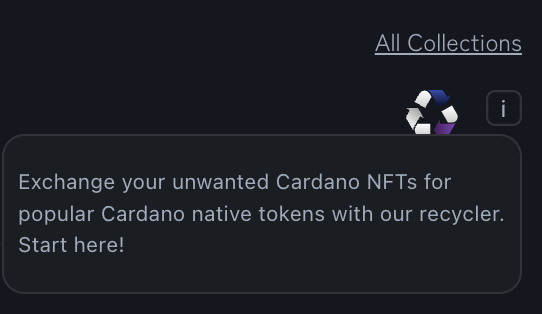 All Collections
i
Exchange your unwanted Cardano NFTs for
popular Cardano native tokens with our recycler.
Start here!